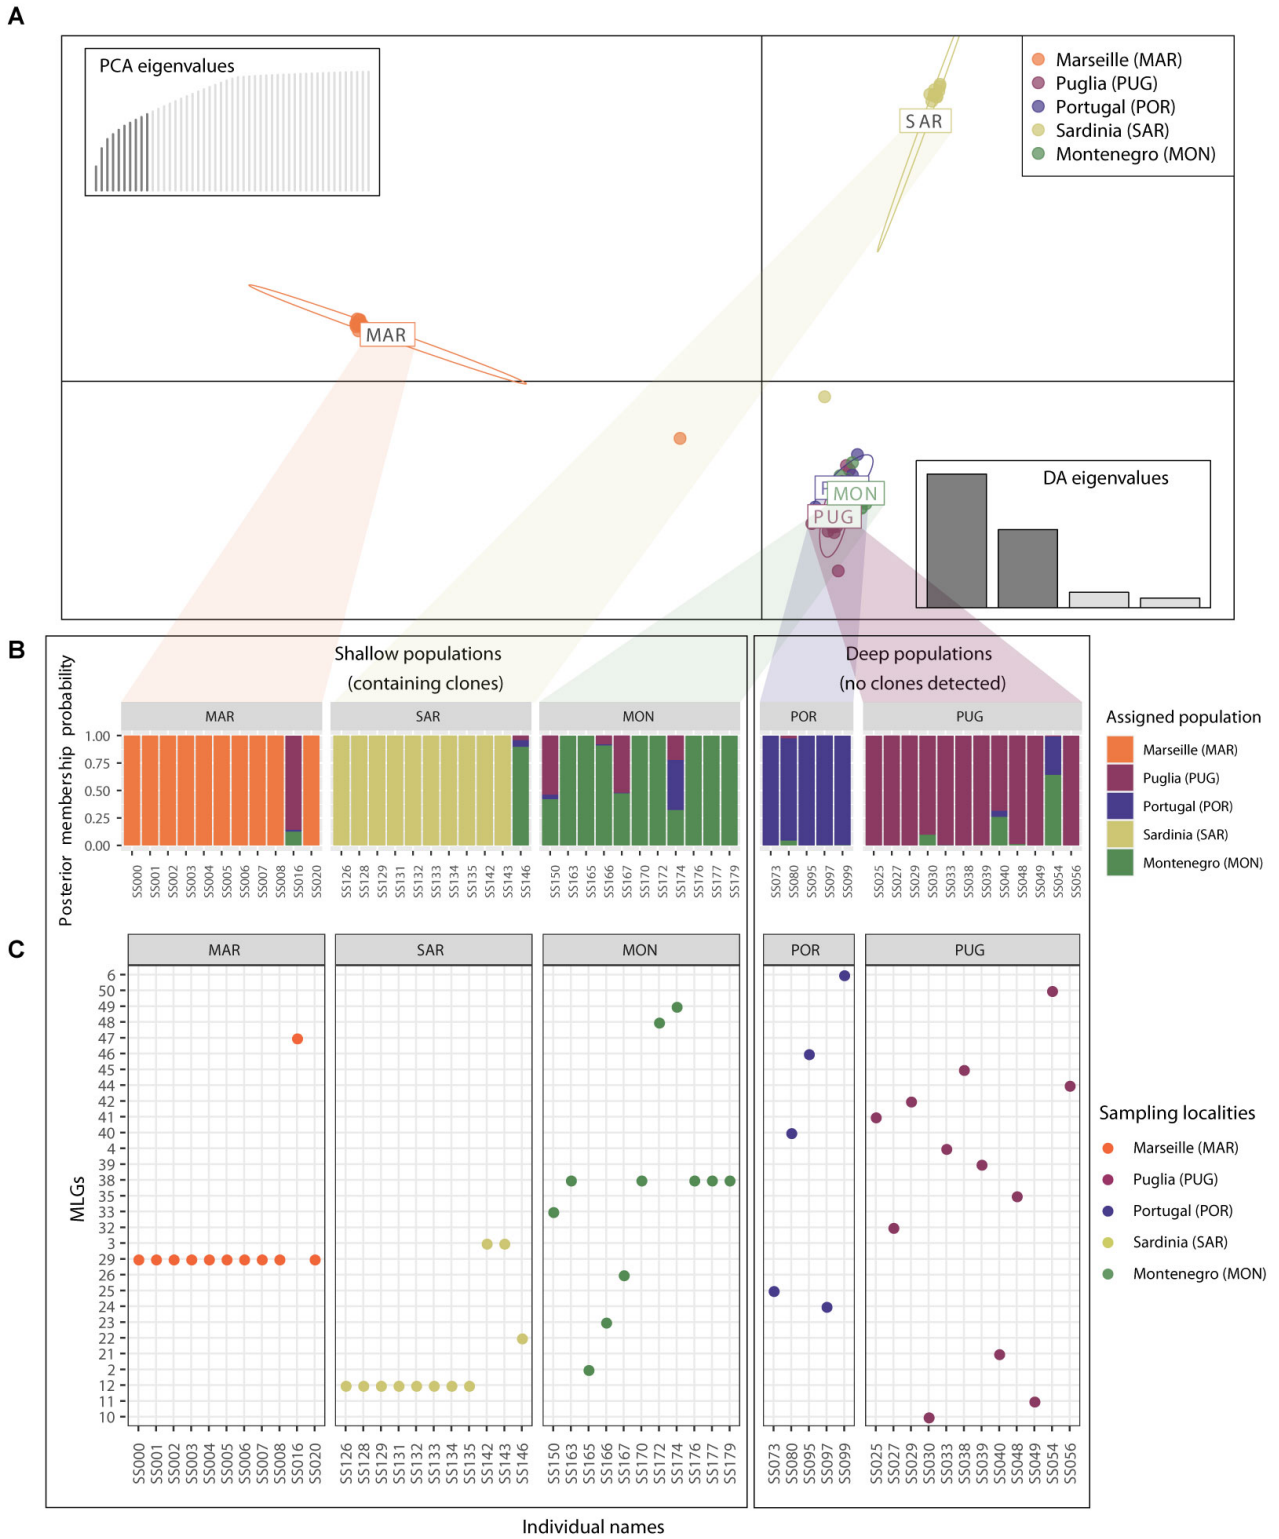 A
PCA eigenvalues
Marseille (MAR)
Puglia (PUG)
Portugal (POR)
Sardinia (SAR)
Montenegro (MON)
SAR
MAR
MON
PUG
DA eigenvalues
B
Posterior membership probability
Shallow populations
(containing clones)
Deep populations
(no clones detected)
MAR SAR MON POR PUG
1.00
0.75
0.50
0.25
0.00
SS000 SS001 SS002 SS003 SS004 SS005 SS006 SS007 SS008 SS016 SS020
SS126 SS128 SS129 SS131 SS132 SS133 SS134 SS135 SS142 SS143 SS146
SS150 SS163 SS165 SS166 SS167 SS170 SS172 SS174 SS176 SS177 SS179
SS073 SS080 SS095 SS097 SS099
SS025 SS027 SS029 SS030 SS033 SS038 SS039 SS040 SS048 SS049 SS054 SS056
Assigned population
Marseille (MAR)
Puglia (PUG)
Portugal (POR)
Sardinia (SAR)
Montenegro (MON)
C
MAR SAR MON POR PUG
MLGs
6
50
49
48
47
46
45
44
42
41
40
4
39
38
35
33
32
3
29
26
25
24
23
22
21
2
12
11
10
SS000 SS001 SS002 SS003 SS004 SS005 SS006 SS007 SS008 SS016 SS020
SS126 SS128 SS129 SS131 SS132 SS133 SS134 SS135 SS142 SS143 SS146
SS150 SS163 SS165 SS166 SS167 SS170 SS172 SS174 SS176 SS177 SS179
SS073 SS080 SS095 SS097 SS099
SS025 SS027 SS029 SS030 SS033 SS038 SS039 SS040 SS048 SS049 SS054 SS056
Sampling localities
Marseille (MAR)
Puglia (PUG)
Portugal (POR)
Sardinia (SAR)
Montenegro (MON)
Individual names